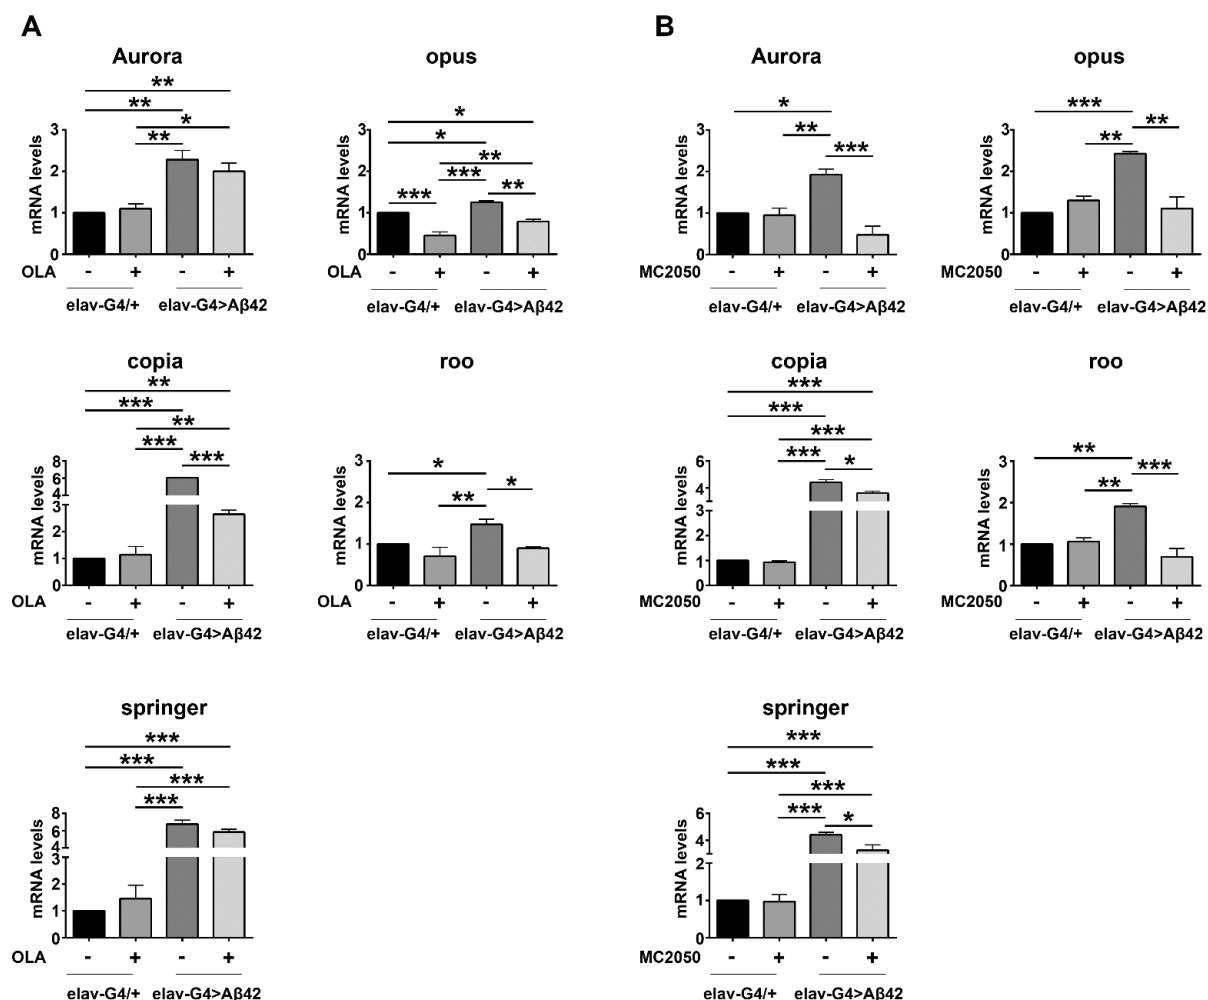 A
Aurora
**
**
*
**
mRNA levels
3
2
1
0
OLA
-
+
-
+
elav-G4/+
elav-G4>Aβ42
opus
*
*
**
***
**
***
mRNA levels
3
2
1
0
OLA
-
+
-
+
elav-G4/+
elav-G4>Aβ42
copia
**
***
**
***
***
mRNA levels
8
6
4
3
2
1
0
OLA
-
+
-
+
elav-G4/+
elav-G4>Aβ42
roo
*
*
**
mRNA levels
3
2
1
0
OLA
-
+
-
+
elav-G4/+
elav-G4>Aβ42
springer
***
***
***
***
mRNA levels
8
6
4
3
2
1
0
OLA
-
+
-
+
elav-G4/+
elav-G4>Aβ42
B
Aurora
*
**
***
mRNA levels
3
2
1
0
MC2050
-
+
-
+
elav-G4/+
elav-G4>Aβ42
opus
***
**
**
mRNA levels
3
2
1
0
MC2050
-
+
-
+
elav-G4/+
elav-G4>Aβ42
copia
***
***
***
***
*
mRNA levels
6
4
3
2
1
0
MC2050
-
+
-
+
elav-G4/+
elav-G4>Aβ42
roo
**
***
**
mRNA levels
3
2
1
0
MC2050
-
+
-
+
elav-G4/+
elav-G4>Aβ42
springer
***
***
***
***
*
mRNA levels
6
4
2
1
0
MC2050
-
+
-
+
elav-G4/+
elav-G4>Aβ42